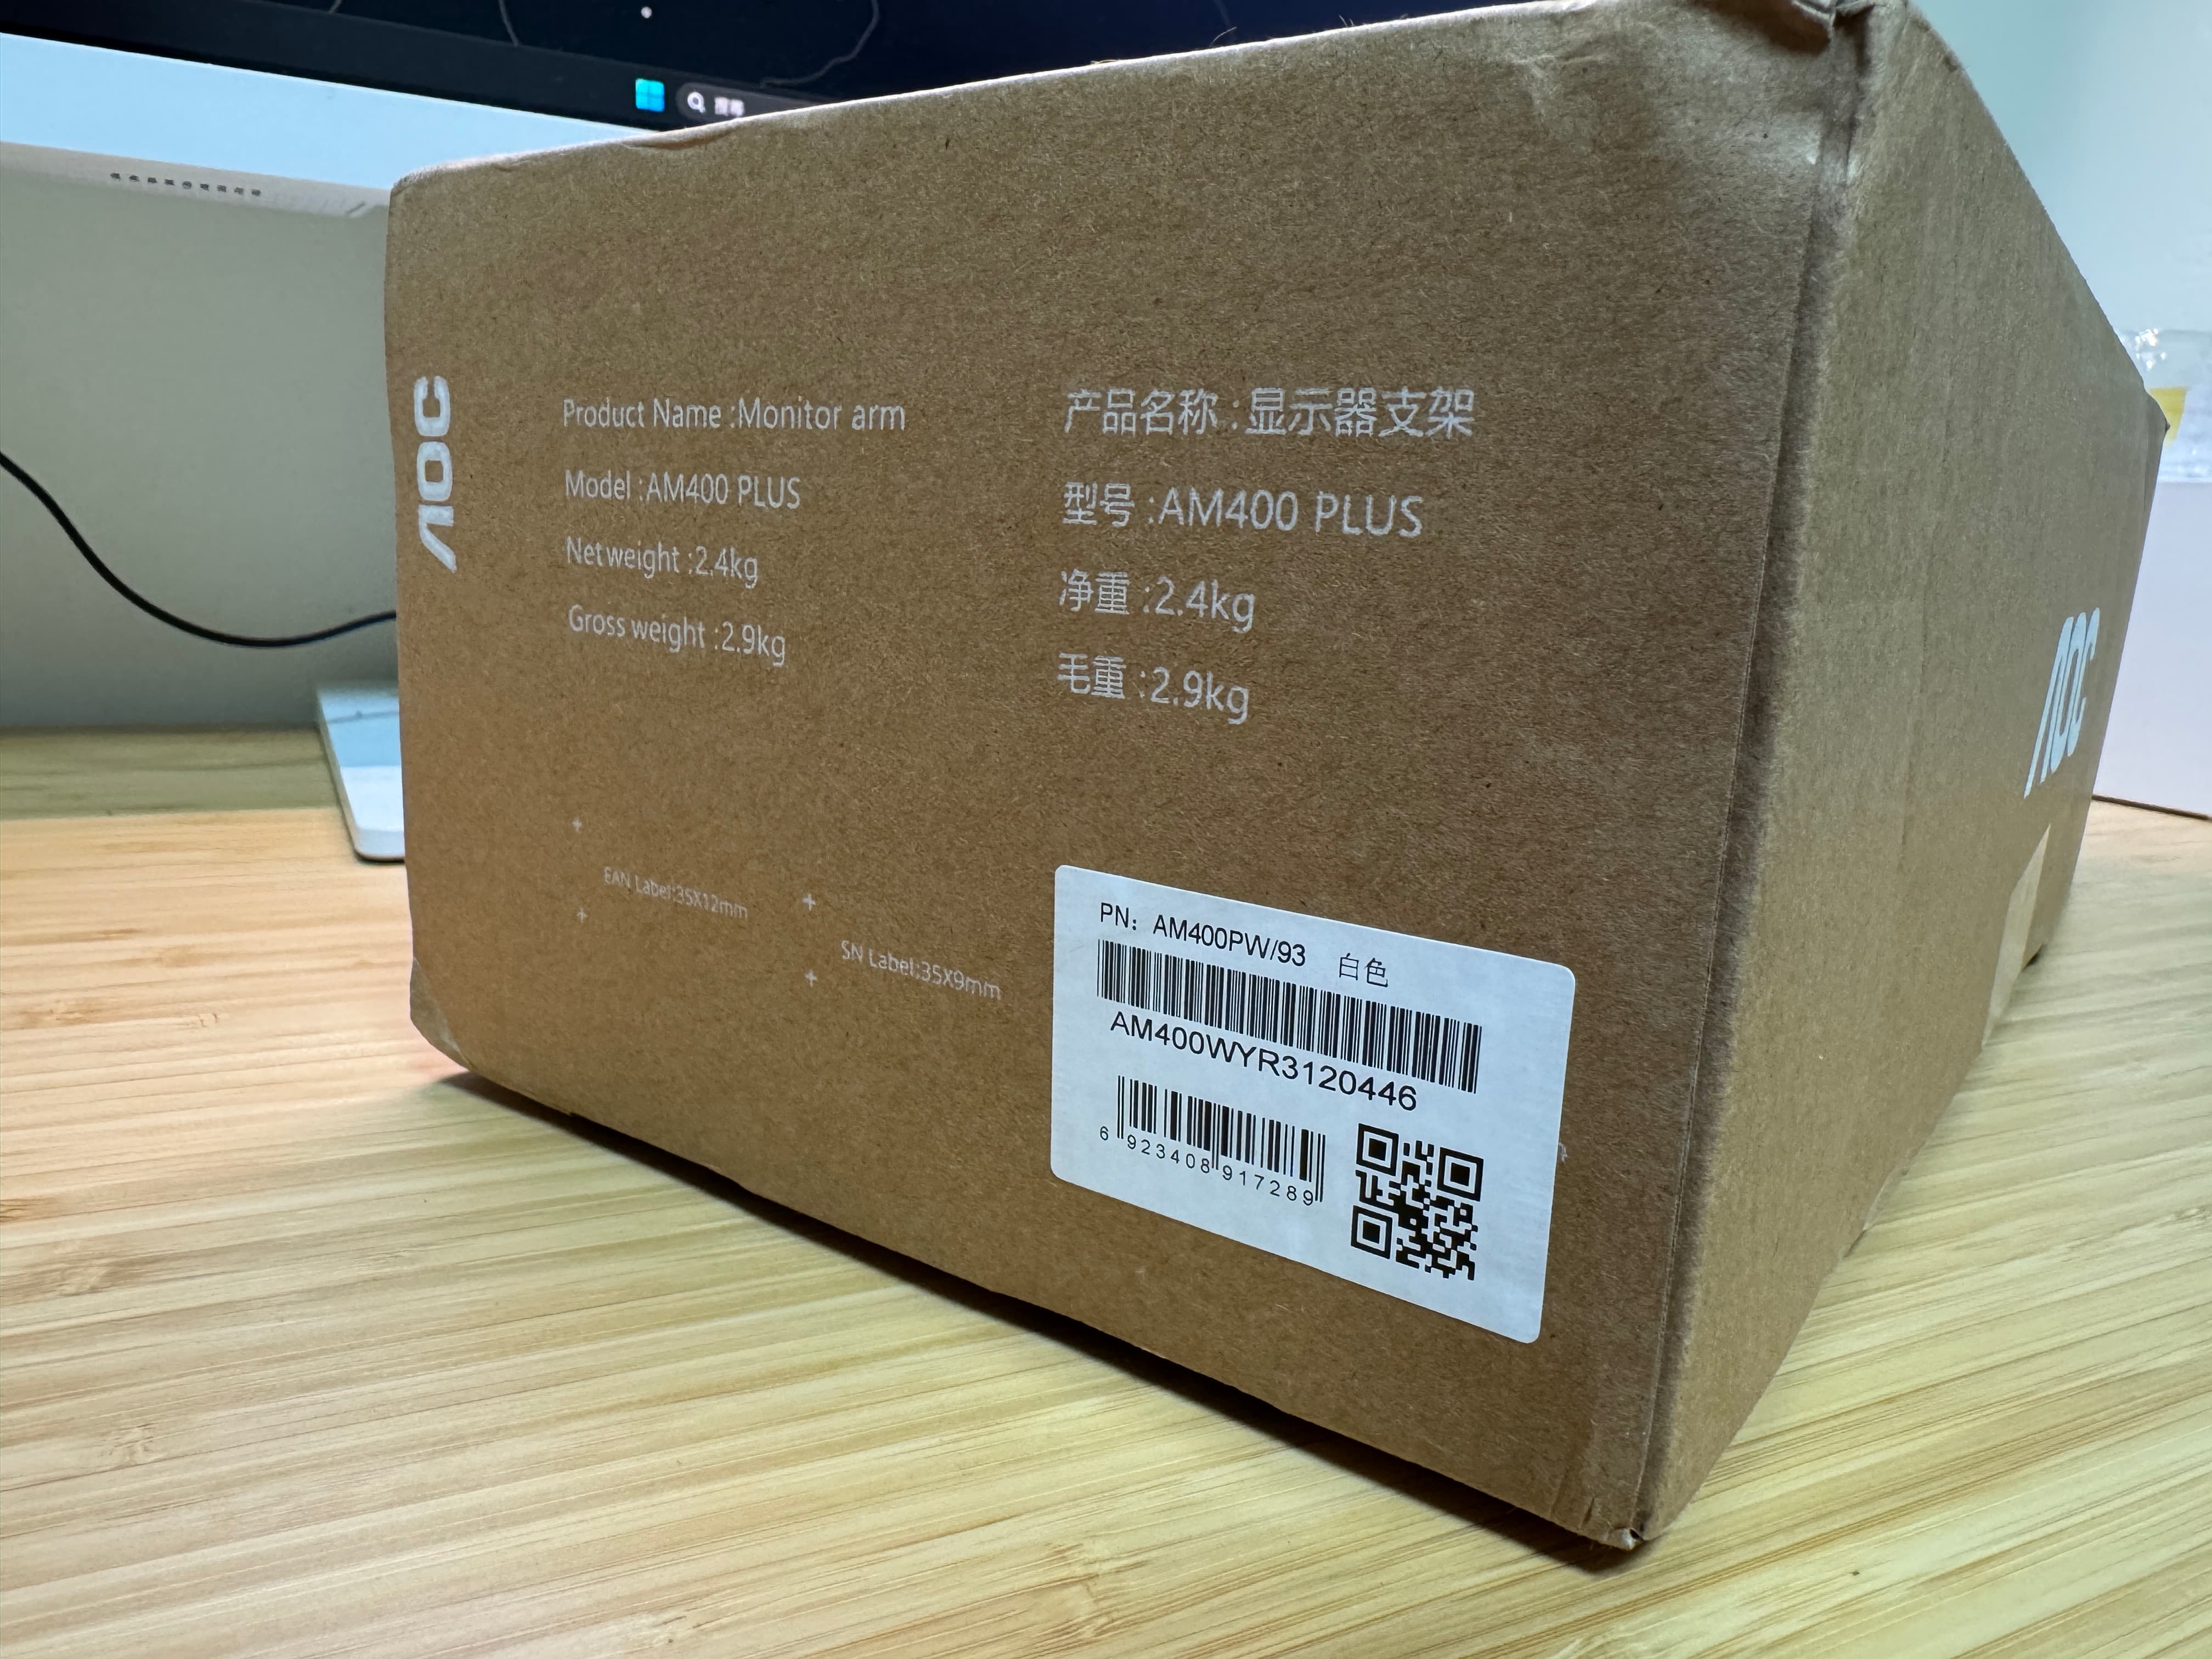 搜尋
AOC
Product Name :Monitor arm
Model :AM400 PLUS
Netweight :2.4kg
Gross weight :2.9kg
产品名称 :显示器支架
型号 :AM400 PLUS
净重 :2.4kg
毛重 :2.9kg
EAN Label:35X12mm
SN Label:35X9mm
PN: AM400PW/93 白色
AM400WYR3120446
6 923408 917289
AOC